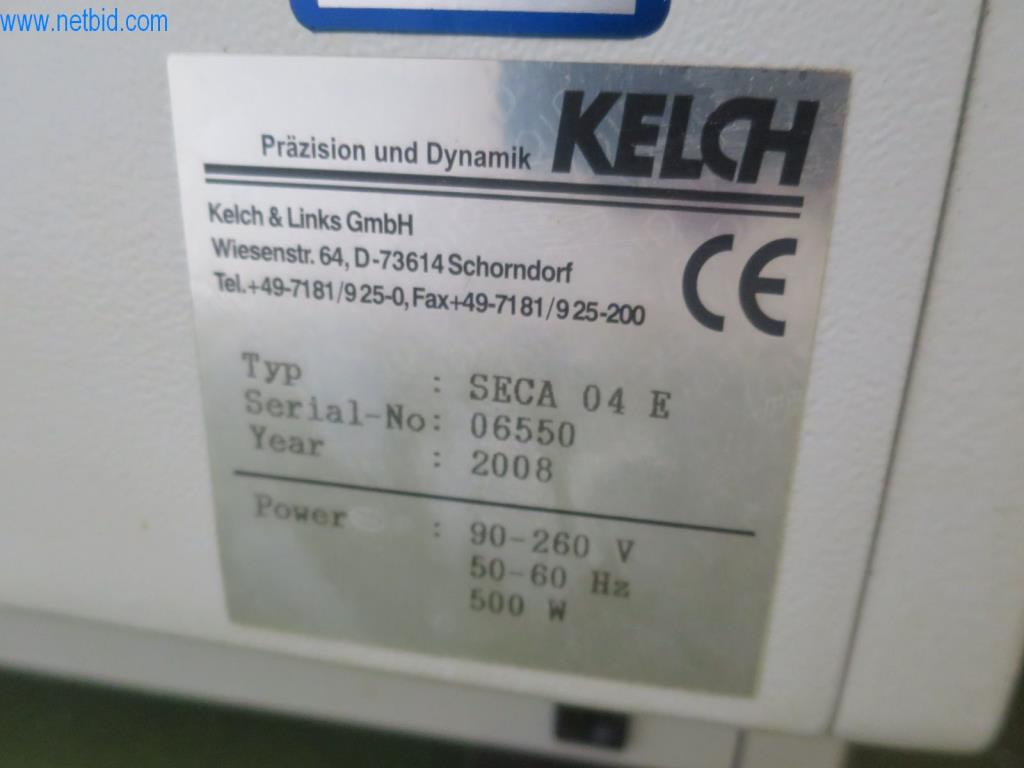 www.netbid.com
KELCH
Präzision und Dynamik
Kelch & Links GmbH
Wiesenstr. 64, D-73614 Schorndorf
Tel.+49-7181/9 25-0, Fax+49-7181/9 25-200
CE
Typ : SECA 04 E
Serial-No: 06550
Year : 2008
Power : 90-260 V
50-60 Hz
500 W